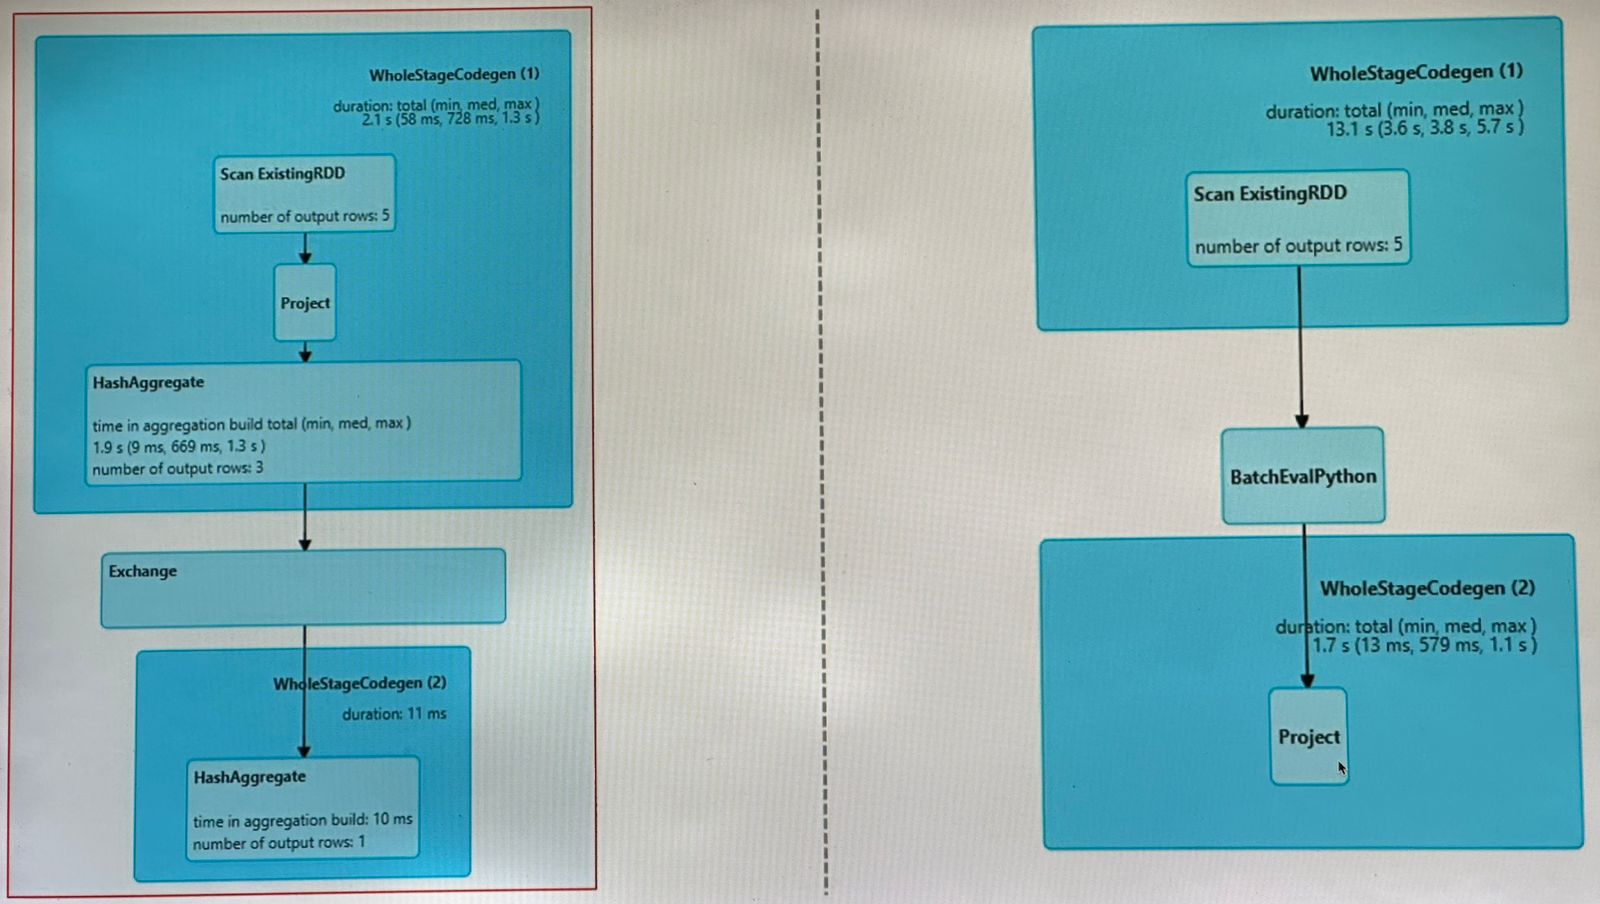 WholeStageCodegen (1)
duration: total (min, med, max )
2.1 s (58 ms, 728 ms, 1.3 s )
Scan ExistingRDD
number of output rows: 5
Project
HashAggregate
time in aggregation build total (min, med, max )
1.9 s (9 ms, 669 ms, 1.3 s )
number of output rows: 3
Exchange
WholeStageCodegen (2)
duration: 11 ms
HashAggregate
time in aggregation build: 10 ms
number of output rows: 1
WholeStageCodegen (1)
duration: total (min, med, max )
13.1 s (3.6 s, 3.8 s, 5.7 s )
Scan ExistingRDD
number of output rows: 5
BatchEvalPython
WholeStageCodegen (2)
duration: total (min, med, max )
1.7 s (13 ms, 579 ms, 1.1 s )
Project